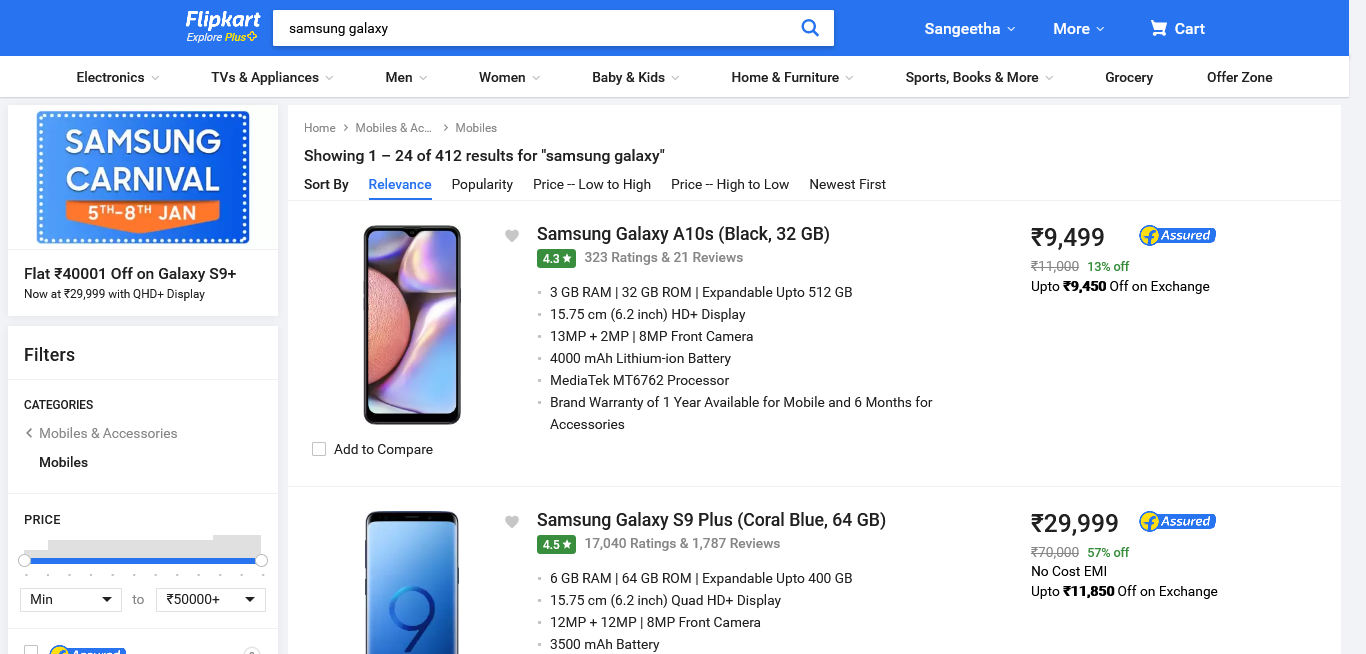 Flipkart
Explore Plus
samsung galaxy
Sangeetha
More
Cart
Electronics
TVs & Appliances
Men
Women
Baby & Kids
Home & Furniture
Sports, Books & More
Grocery
Offer Zone
SAMSUNG
CARNIVAL
5TH-8TH JAN
Flat ₹40001 Off on Galaxy S9+
Now at ₹29,999 with QHD+ Display
Filters
CATEGORIES
Mobiles & Accessories
Mobiles
PRICE
Min to ₹50000+
Assured
?
Home > Mobiles & Ac... > Mobiles
Showing 1 – 24 of 412 results for "samsung galaxy"
Sort By Relevance Popularity Price -- Low to High Price -- High to Low Newest First
Samsung Galaxy A10s (Black, 32 GB)
4.3 ★ 323 Ratings & 21 Reviews
3 GB RAM | 32 GB ROM | Expandable Upto 512 GB
15.75 cm (6.2 inch) HD+ Display
13MP + 2MP | 8MP Front Camera
4000 mAh Lithium-ion Battery
MediaTek MT6762 Processor
Brand Warranty of 1 Year Available for Mobile and 6 Months for
Accessories
Add to Compare
₹9,499 Assured
₹11,000 13% off
Upto ₹9,450 Off on Exchange
Samsung Galaxy S9 Plus (Coral Blue, 64 GB)
4.5 ★ 17,040 Ratings & 1,787 Reviews
6 GB RAM | 64 GB ROM | Expandable Upto 400 GB
15.75 cm (6.2 inch) Quad HD+ Display
12MP + 12MP | 8MP Front Camera
3500 mAh Battery
9
₹29,999 Assured
₹70,000 57% off
No Cost EMI
Upto ₹11,850 Off on Exchange